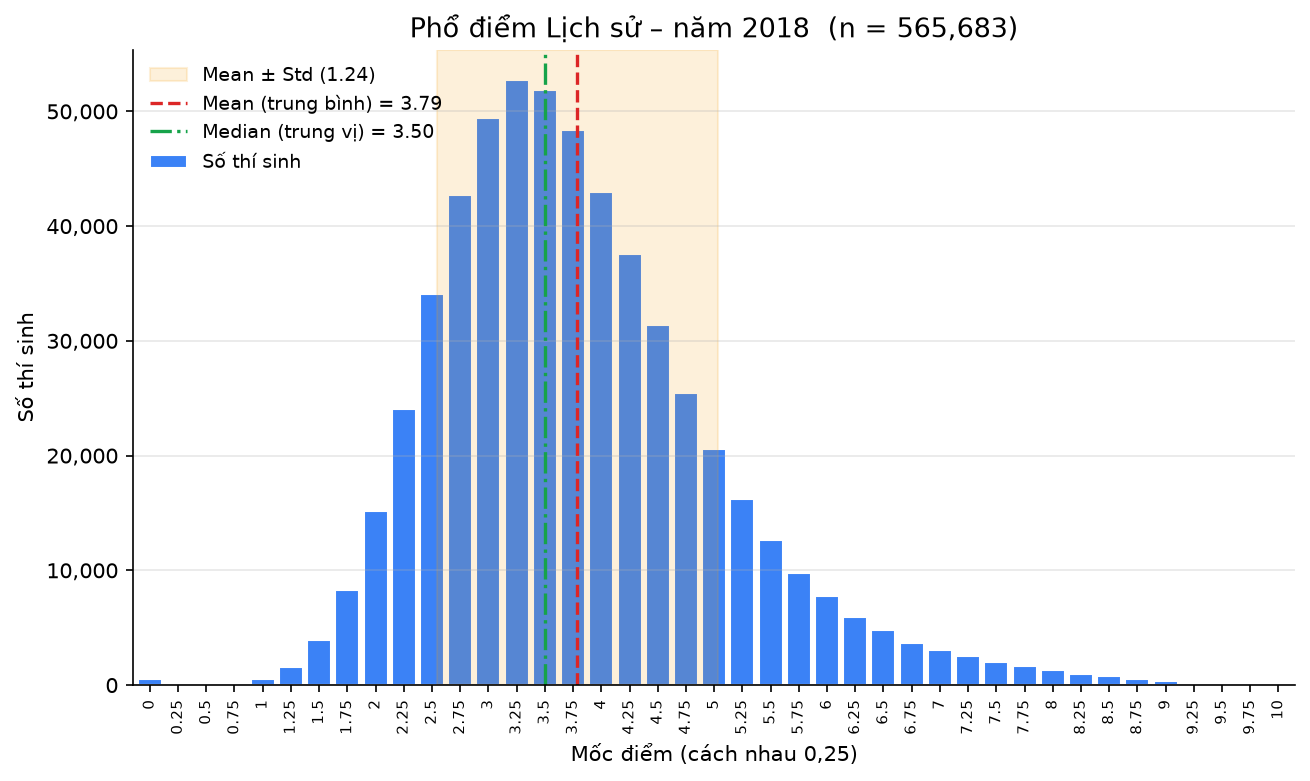 Phổ điểm Lịch sử – năm 2018 (n = 565,683)
Mean ± Std (1.24)
Mean (trung bình) = 3.79
Median (trung vị) = 3.50
Số thí sinh
Số thí sinh
50,000
40,000
30,000
20,000
10,000
0
0 0.25 0.5 0.75 1 1.25 1.5 1.75 2 2.25 2.5 2.75 3 3.25 3.5 3.75 4 4.25 4.5 4.75 5 5.25 5.5 5.75 6 6.25 6.5 6.75 7 7.25 7.5 7.75 8 8.25 8.5 8.75 9 9.25 9.5 9.75 10
Mốc điểm (cách nhau 0,25)